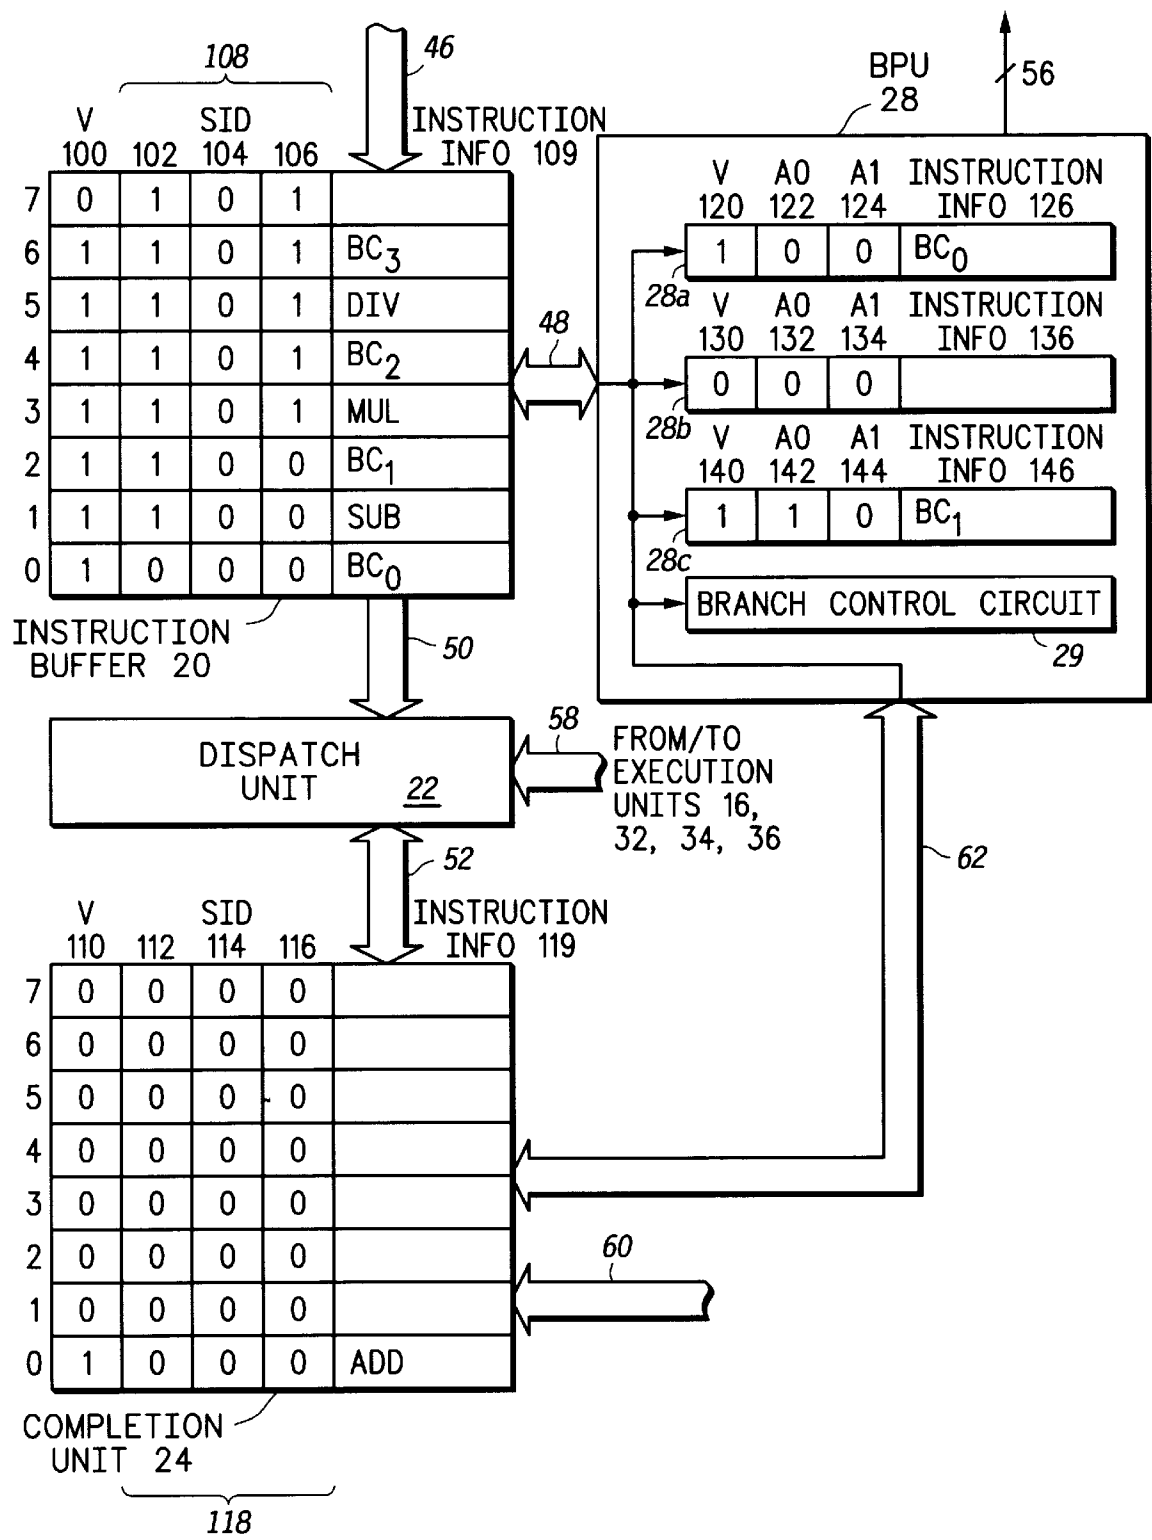 108
46
V SID INSTRUCTION
100 102 104 106 INFO 109
7 0 1 0 1
6 1 1 0 1 BC3
5 1 1 0 1 DIV
4 1 1 0 1 BC2
3 1 1 0 1 MUL
2 1 1 0 0 BC1
1 1 1 0 0 SUB
0 1 0 0 0 BC0
INSTRUCTION
BUFFER 20
48
50
56
BPU
28
V A0 A1 INSTRUCTION
120 122 124 INFO 126
1 0 0 BC0
28a
V A0 A1 INSTRUCTION
130 132 134 INFO 136
0 0 0
28b
V A0 A1 INSTRUCTION
140 142 144 INFO 146
1 1 0 BC1
28c
BRANCH CONTROL CIRCUIT
29
DISPATCH
UNIT 22
58
FROM/TO
EXECUTION
UNITS 16,
32, 34, 36
62
52
V SID INSTRUCTION
110 112 114 116 INFO 119
7 0 0 0 0
6 0 0 0 0
5 0 0 0 0
4 0 0 0 0
3 0 0 0 0
2 0 0 0 0
1 0 0 0 0
0 1 0 0 0 ADD
60
COMPLETION
UNIT 24
118